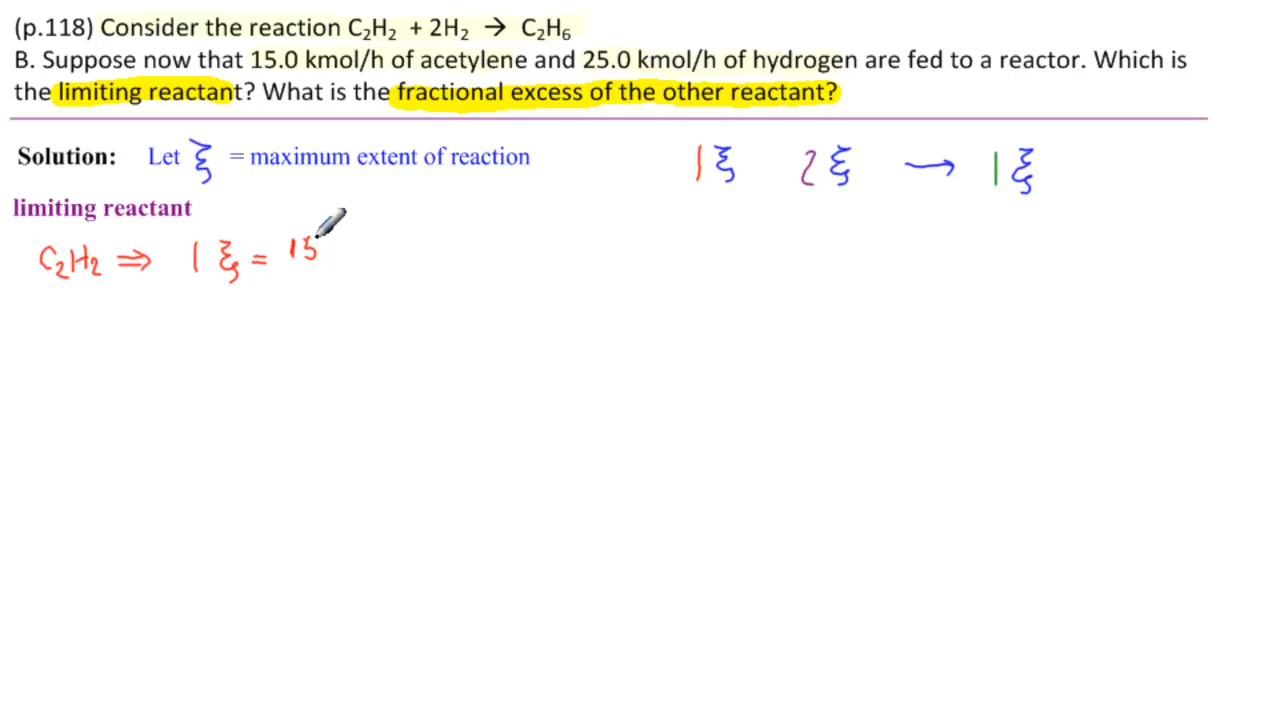 (p.118) Consider the reaction C₂H₂ + 2H₂ → C₂H₆
B. Suppose now that 15.0 kmol/h of acetylene and 25.0 kmol/h of hydrogen are fed to a reactor. Which is
the limiting reactant? What is the fractional excess of the other reactant?
Solution: Let ξ = maximum extent of reaction
1ξ 2ξ → 1ξ
limiting reactant
C₂H₂ ⇒ 1 ξ = 15